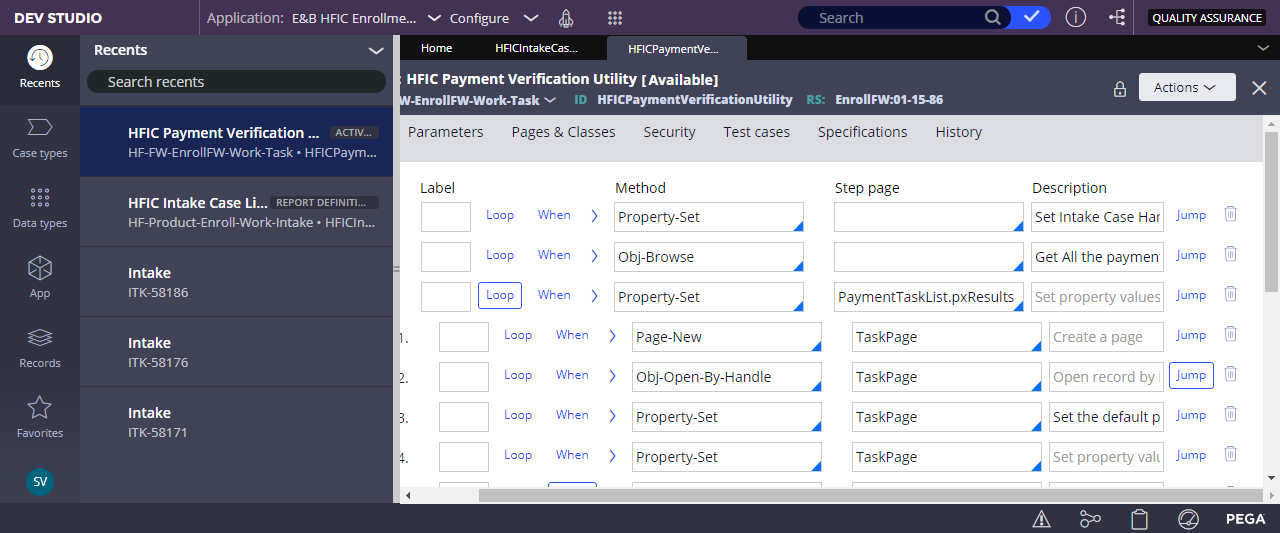 DEV STUDIO
Application: E&B HFIC Enrollme... Configure
Search
QUALITY ASSURANCE
Recents
Case types
Data types
App
Records
Favorites
SV
Recents
Search recents
HFIC Payment Verification ... ACTIV...
HF-FW-EnrollFW-Work-Task • HFICPaym...
HFIC Intake Case Li... REPORT DEFINITI...
HF-Product-Enroll-Work-Intake • HFICIn...
Intake
ITK-58186
Intake
ITK-58176
Intake
ITK-58171
Home HFICIntakeCas... HFICPaymentVe...
: HFIC Payment Verification Utility [Available]
W-EnrollFW-Work-Task ID HFICPaymentVerificationUtility RS: EnrollFW:01-15-86
Actions
Parameters Pages & Classes Security Test cases Specifications History
Label Method Step page Description
Loop When Property-Set Set Intake Case Har Jump
Loop When Obj-Browse Get All the paymen Jump
Loop When Property-Set PaymentTaskList.pxResults Set property values Jump
1. Loop When Page-New TaskPage Create a page Jump
2. Loop When Obj-Open-By-Handle TaskPage Open record by Jump
3. Loop When Property-Set TaskPage Set the default p Jump
4. Loop When Property-Set TaskPage Set property valu Jump
PEGA